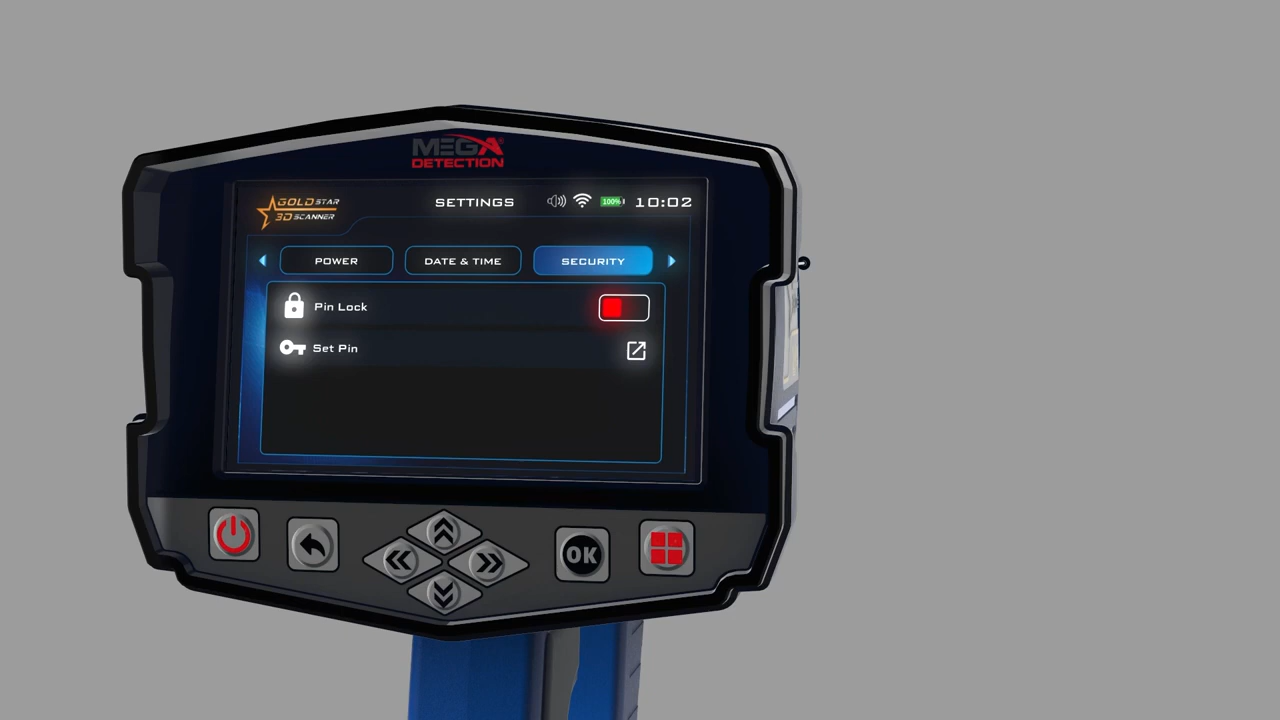 MEGA
DETECTION
GOLD STAR
3D SCANNER
SETTINGS
100%
10:02
POWER
DATE & TIME
SECURITY
Pin Lock
Set Pin
OK